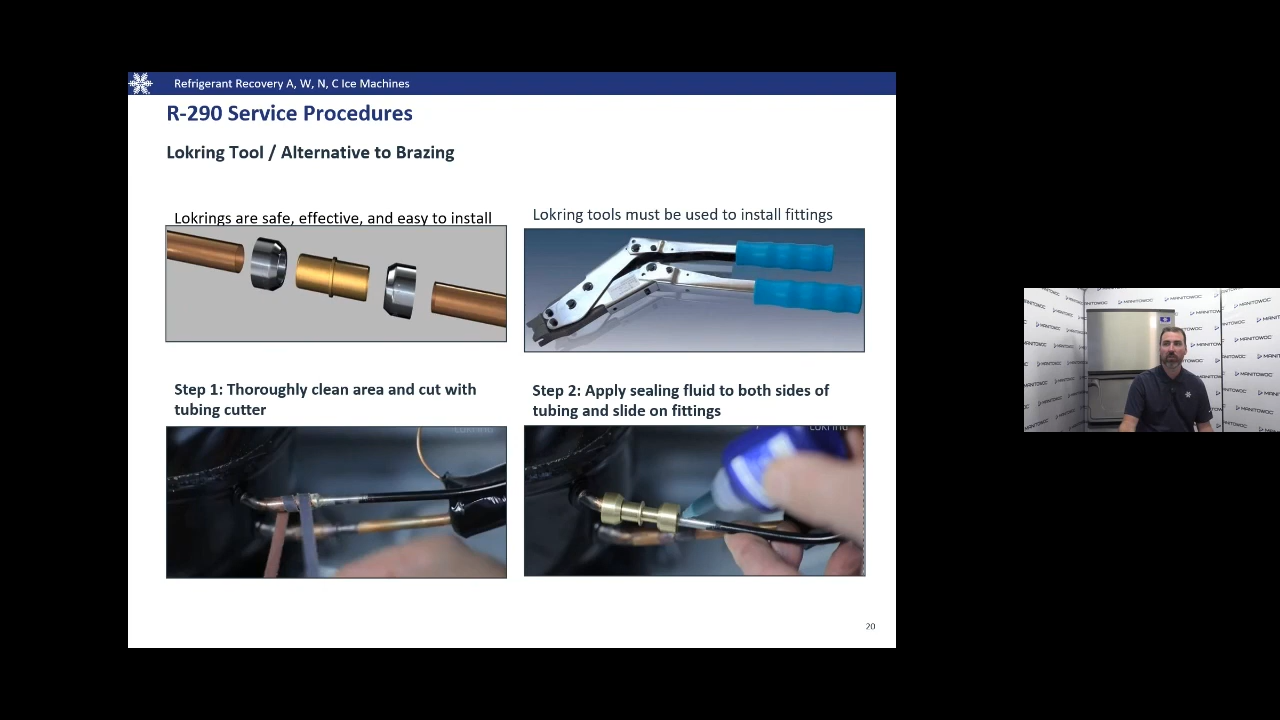 Refrigerant Recovery A, W, N, C Ice Machines
R-290 Service Procedures
Lokring Tool / Alternative to Brazing
Lokrings are safe, effective, and easy to install
Lokring tools must be used to install fittings
Step 1: Thoroughly clean area and cut with
tubing cutter
Step 2: Apply sealing fluid to both sides of
tubing and slide on fittings
20
MANITOWOC